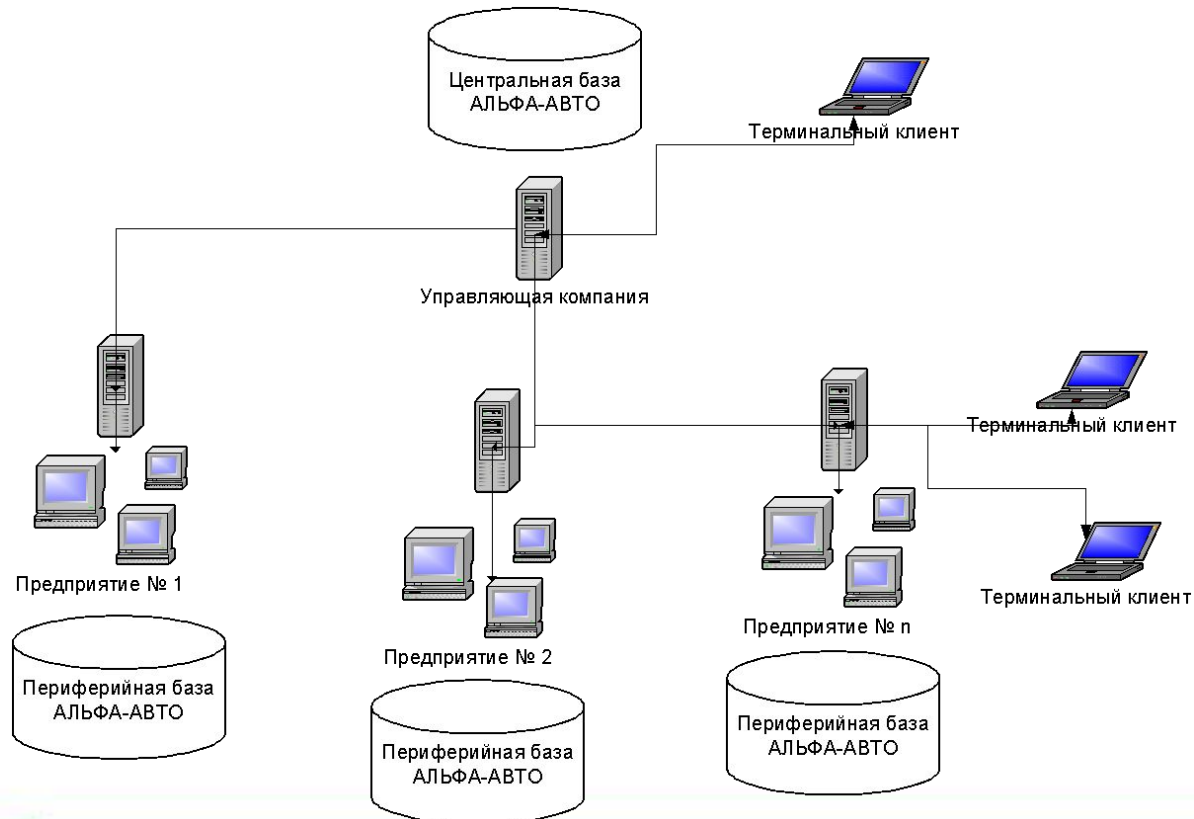 Центральная база
АЛЬФА-АВТО
Терминальный клиент
Управляющая компания
Терминальный клиент
Предприятие № 1
Терминальный клиент
Предприятие № n
Предприятие № 2
Периферийная база
АЛЬФА-АВТО
Периферийная база
АЛЬФА-АВТО
Периферийная база
АЛЬФА-АВТО